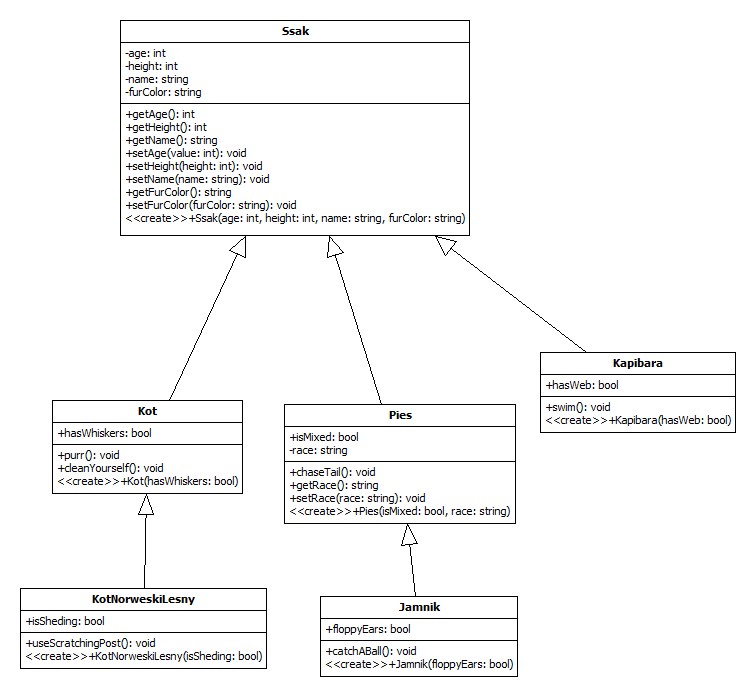 Ssak
-age: int
-height: int
-name: string
-furColor: string
+getAge(): int
+getHeight(): int
+getName(): string
+setAge(value: int): void
+setHeight(height: int): void
+setName(name: string): void
+getFurColor(): string
+setFurColor(furColor: string): void
<<create>>+Ssak(age: int, height: int, name: string, furColor: string)
Kapibara
+hasWeb: bool
+swim(): void
<<create>>+Kapibara(hasWeb: bool)
Kot
+hasWhiskers: bool
+purr(): void
+cleanYourself(): void
<<create>>+Kot(hasWhiskers: bool)
Pies
+isMixed: bool
-race: string
+chaseTail(): void
+getRace(): string
+setRace(race: string): void
<<create>>+Pies(isMixed: bool, race: string)
KotNorweskiLesny
+isSheding: bool
+useScratchingPost(): void
<<create>>+KotNorweskiLesny(isSheding: bool)
Jamnik
+floppyEars: bool
+catchABall(): void
<<create>>+Jamnik(floppyEars: bool)